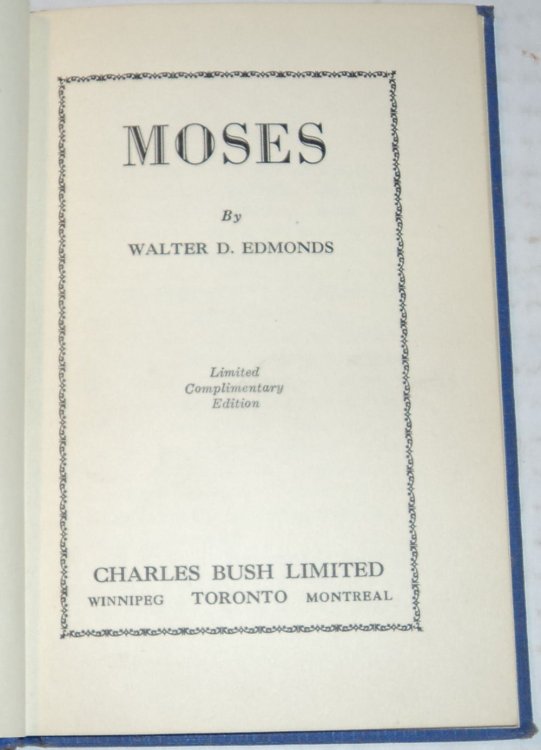 MOSES
By
WALTER D. EDMONDS
Limited
Complimentary
Edition
CHARLES BUSH LIMITED
WINNIPEG TORONTO MONTREAL